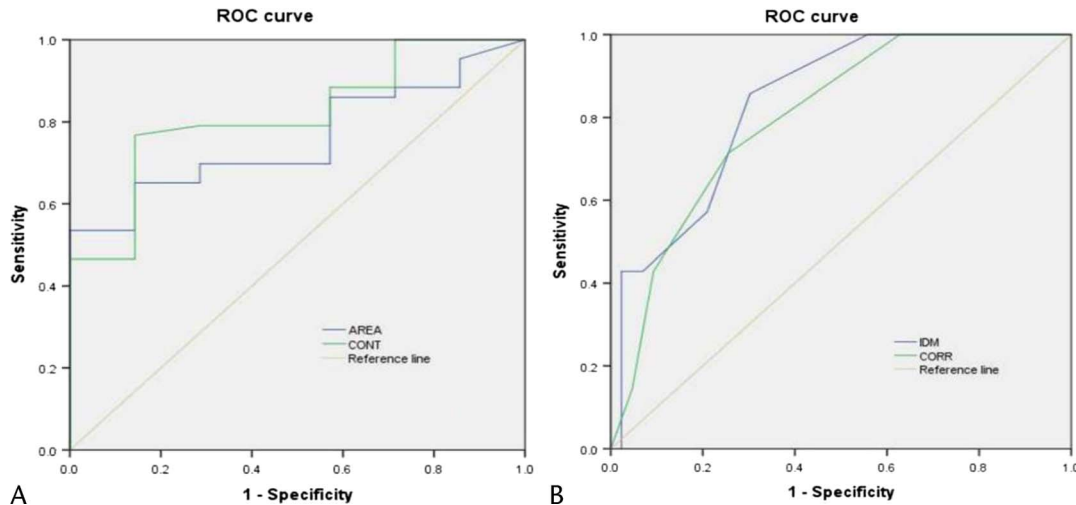 ROC curve
1.0
0.8
0.6
0.4
0.2
0.0
Sensitivity
AREA
CONT
Reference line
0.0 0.2 0.4 0.6 0.8 1.0
1 - Specificity
A
ROC curve
1.0
0.8
0.6
0.4
0.2
0.0
Sensitivity
IDM
CORR
Reference line
0.0 0.2 0.4 0.6 0.8 1.0
1 - Specificity
B